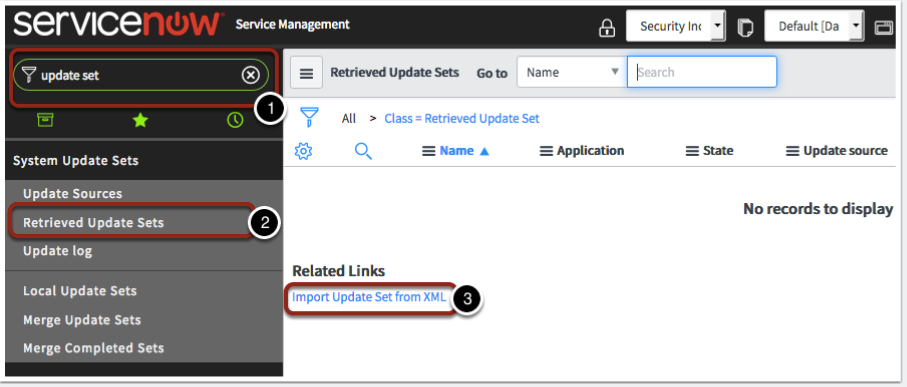 servicenow Service Management Security Inc Default [Da
update set 1
Retrieved Update Sets Go to Name Search
All > Class = Retrieved Update Set
Name Application State Update source
System Update Sets
Update Sources
Retrieved Update Sets 2
Update log
Local Update Sets
Merge Update Sets
Merge Completed Sets
No records to display
Related Links
Import Update Set from XML 3